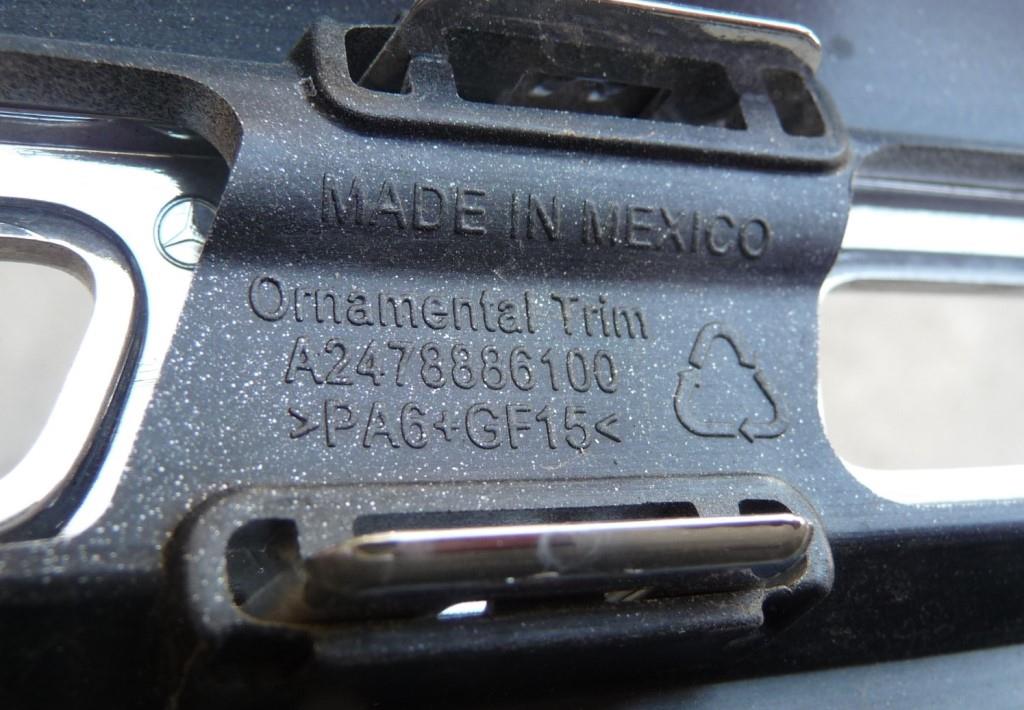 MADE IN MEXICO
Ornamental Trim
A2478886100
>PA6+GF15<